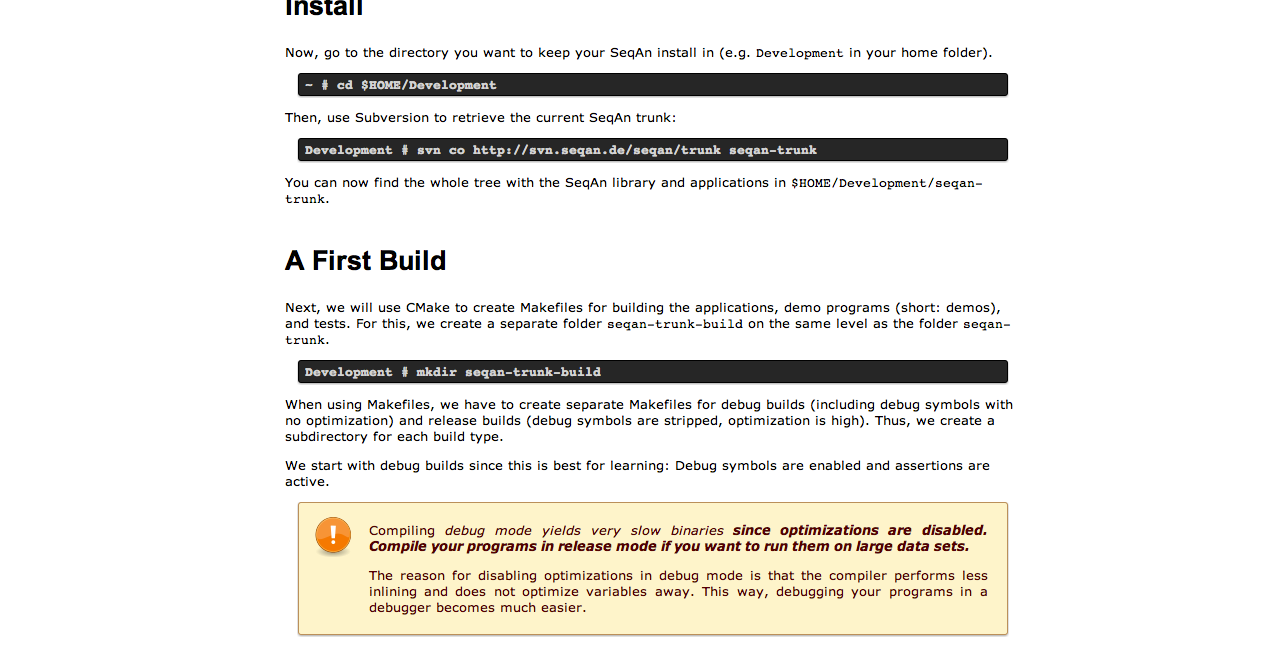 Install
Now, go to the directory you want to keep your SeqAn install in (e.g. Development in your home folder).
~ # cd $HOME/Development
Then, use Subversion to retrieve the current SeqAn trunk:
Development # svn co http://svn.seqan.de/seqan/trunk seqan-trunk
You can now find the whole tree with the SeqAn library and applications in $HOME/Development/seqan-
trunk.
A First Build
Next, we will use CMake to create Makefiles for building the applications, demo programs (short: demos),
and tests. For this, we create a separate folder seqan-trunk-build on the same level as the folder seqan-
trunk.
Development # mkdir seqan-trunk-build
When using Makefiles, we have to create separate Makefiles for debug builds (including debug symbols with
no optimization) and release builds (debug symbols are stripped, optimization is high). Thus, we create a
subdirectory for each build type.
We start with debug builds since this is best for learning: Debug symbols are enabled and assertions are
active.
Compiling debug mode yields very slow binaries since optimizations are disabled.
Compile your programs in release mode if you want to run them on large data sets.
The reason for disabling optimizations in debug mode is that the compiler performs less
inlining and does not optimize variables away. This way, debugging your programs in a
debugger becomes much easier.